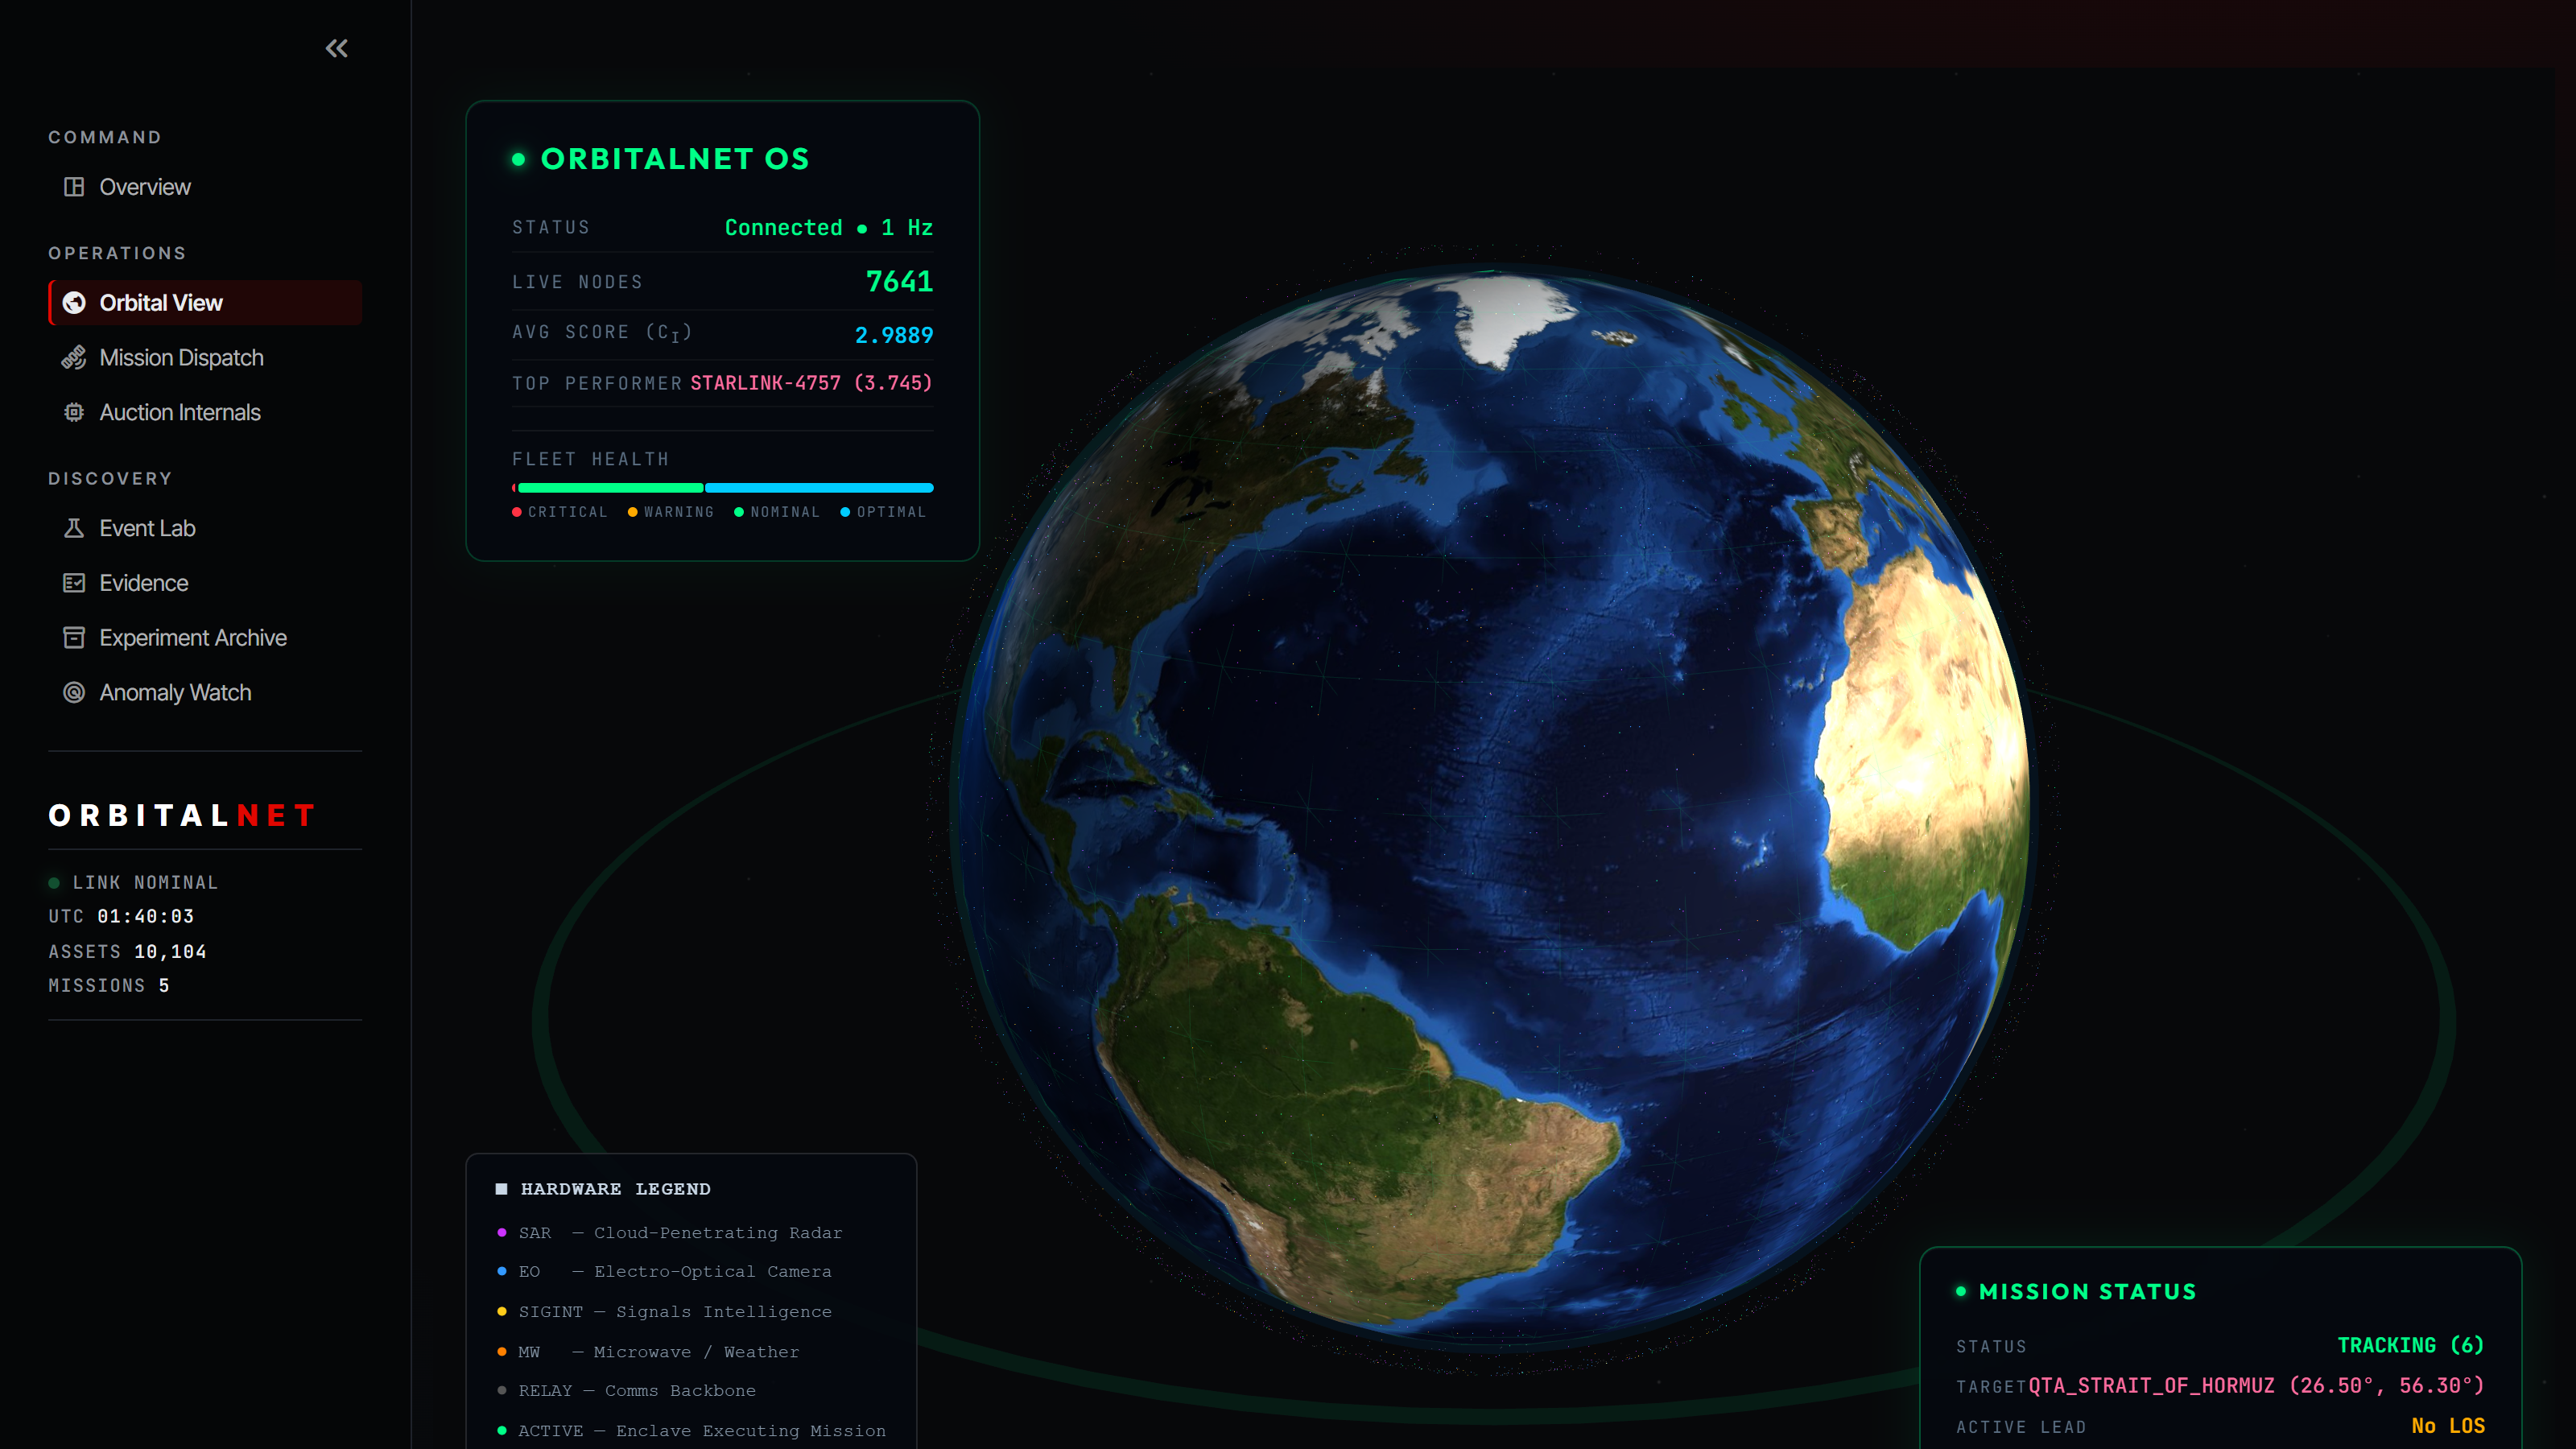 COMMAND
Overview
OPERATIONS
Orbital View
Mission Dispatch
Auction Internals
DISCOVERY
Event Lab
Evidence
Experiment Archive
Anomaly Watch
ORBITALNET
LINK NOMINAL
UTC 01:40:03
ASSETS 10,104
MISSIONS 5
ORBITALNET OS
STATUS Connected • 1 Hz
LIVE NODES 7641
AVG SCORE (CI) 2.9889
TOP PERFORMER STARLINK-4757 (3.745)
FLEET HEALTH
CRITICAL WARNING NOMINAL OPTIMAL
■ HARDWARE LEGEND
SAR — Cloud-Penetrating Radar
EO — Electro-Optical Camera
SIGINT — Signals Intelligence
MW — Microwave / Weather
RELAY — Comms Backbone
ACTIVE — Enclave Executing Mission
MISSION STATUS
STATUS TRACKING (6)
TARGET QTA_STRAIT_OF_HORMUZ (26.50°, 56.30°)
ACTIVE LEAD No LOS